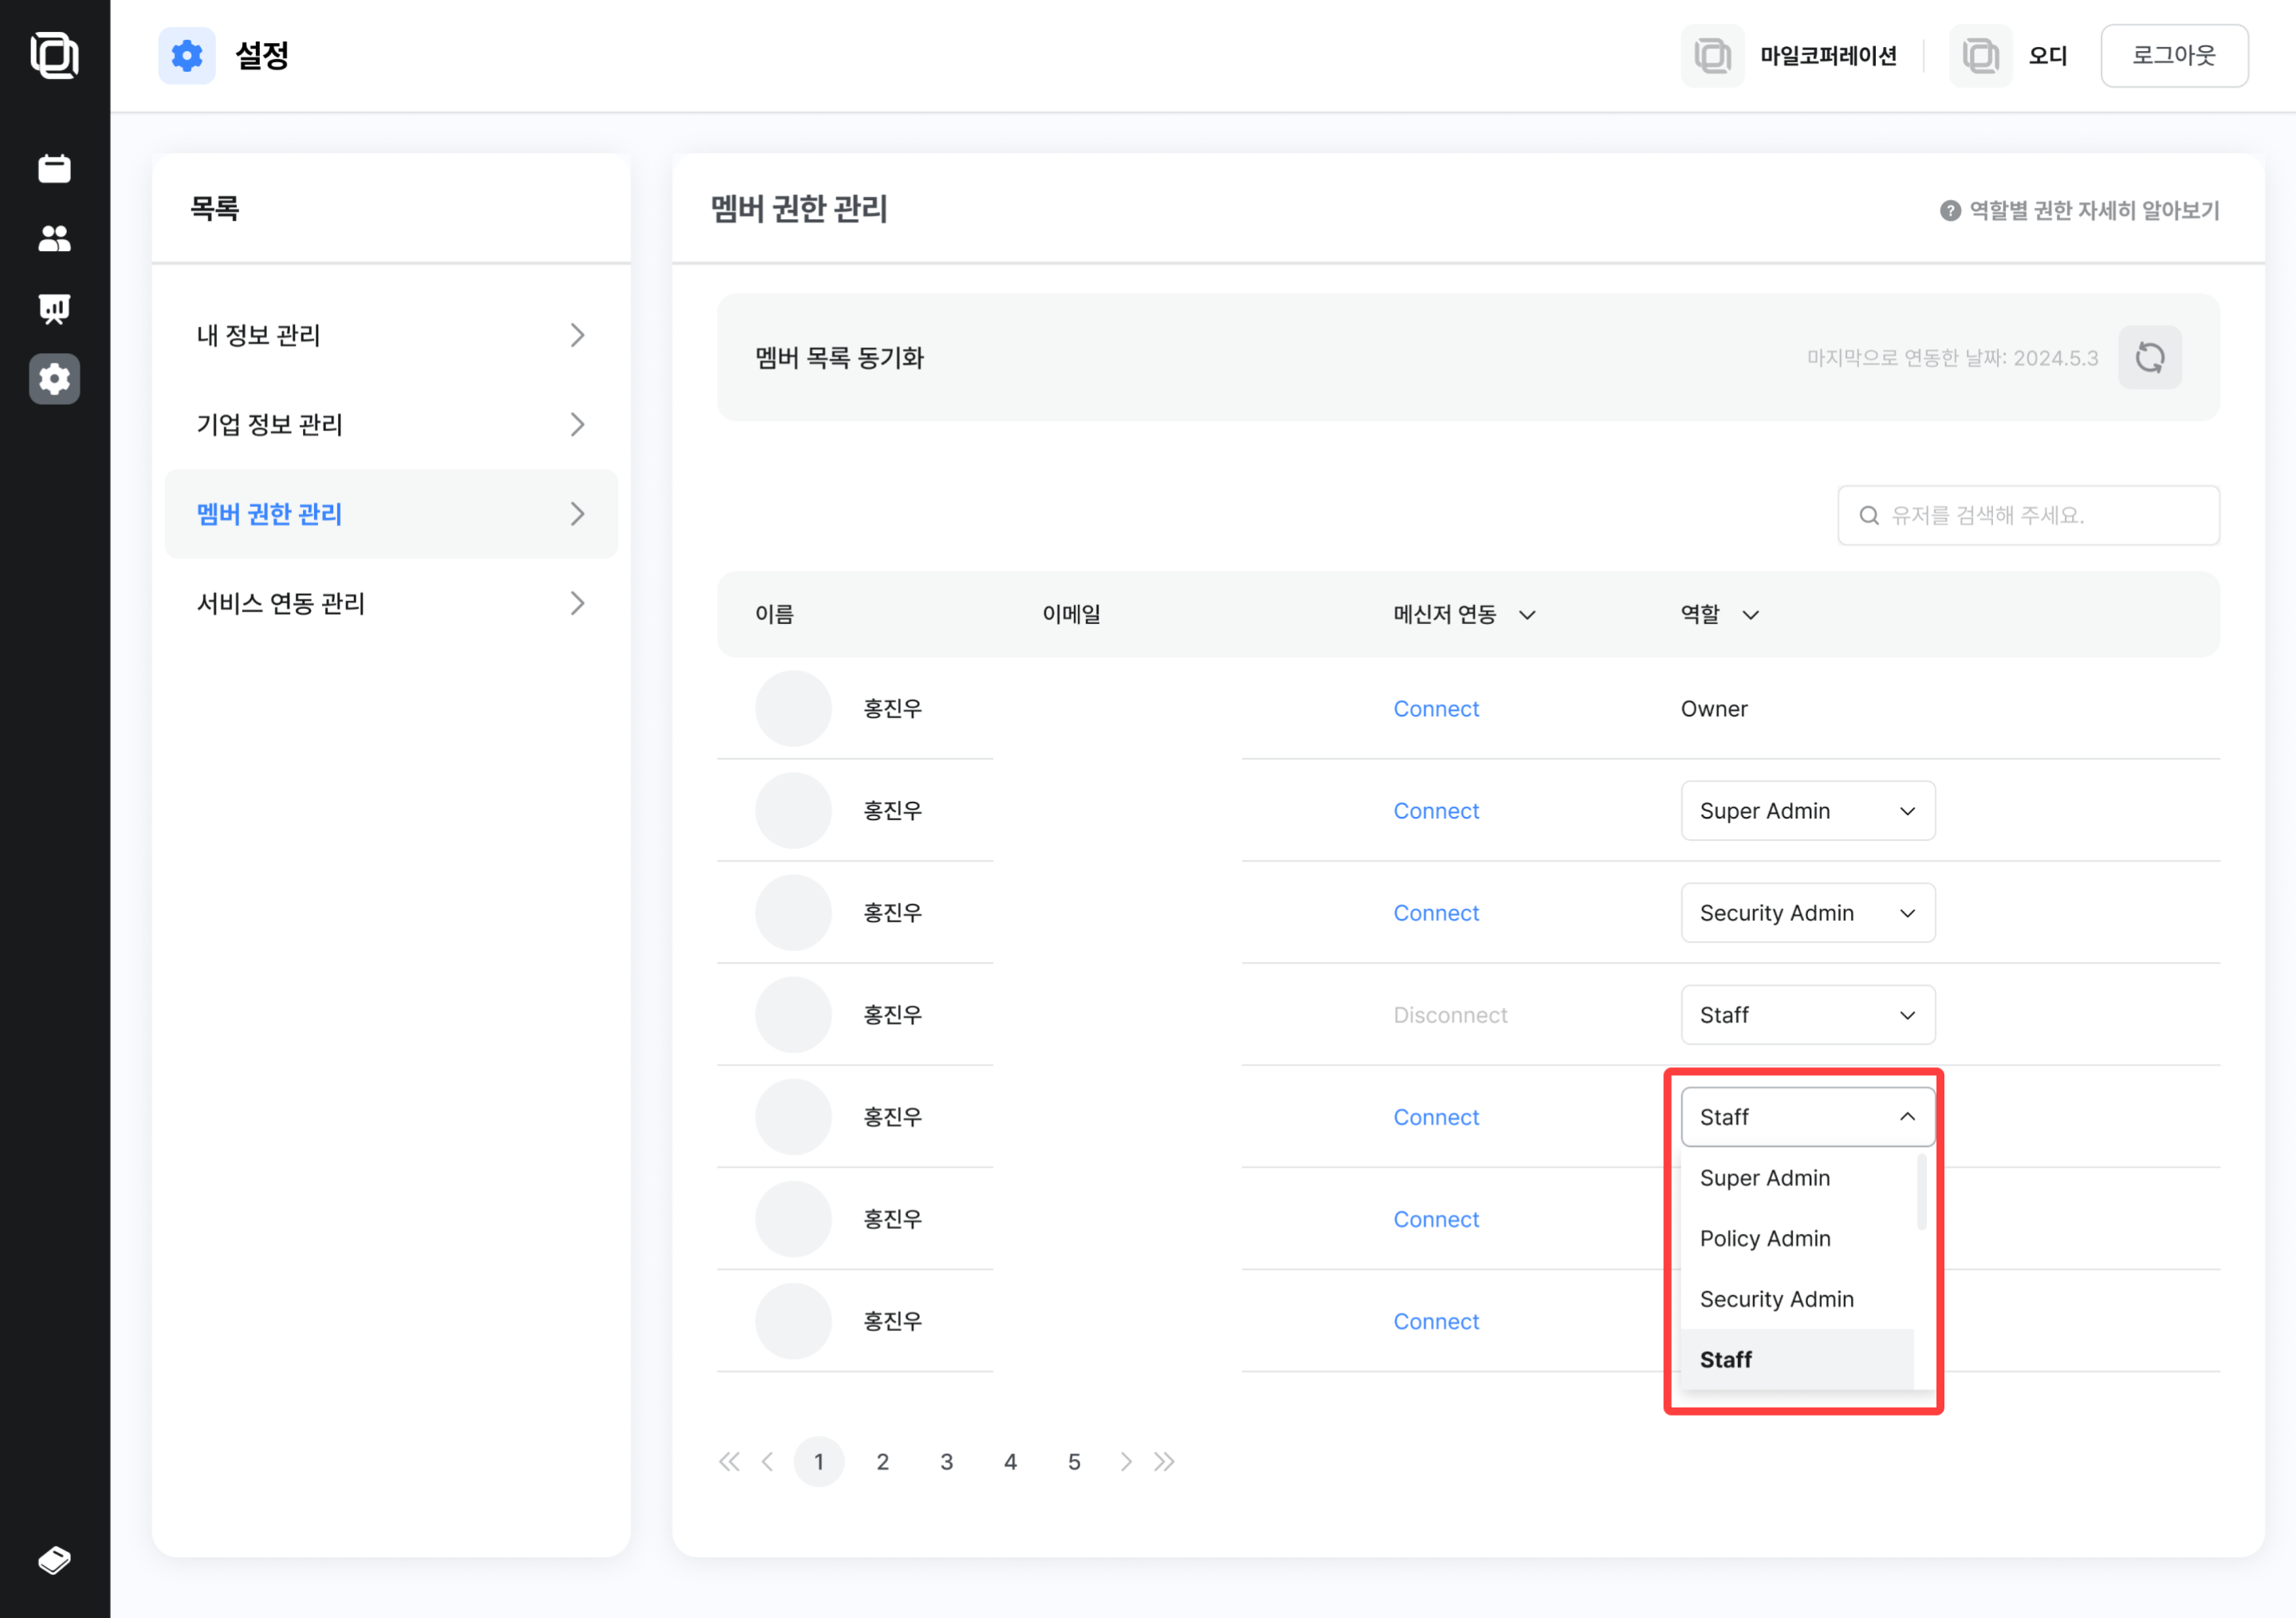 설정
마일코퍼레이션
오디
로그아웃
목록
내 정보 관리
기업 정보 관리
멤버 권한 관리
서비스 연동 관리
멤버 권한 관리
? 역할별 권한 자세히 알아보기
멤버 목록 동기화
마지막으로 연동한 날짜: 2024.5.3
유저를 검색해 주세요.
이름 이메일 메신저 연동 역할
홍진우 Connect Owner
홍진우 Connect Super Admin
홍진우 Connect Security Admin
홍진우 Disconnect Staff
홍진우 Connect Staff
Super Admin
홍진우 Connect
Policy Admin
Security Admin
홍진우 Connect
Staff
1 2 3 4 5